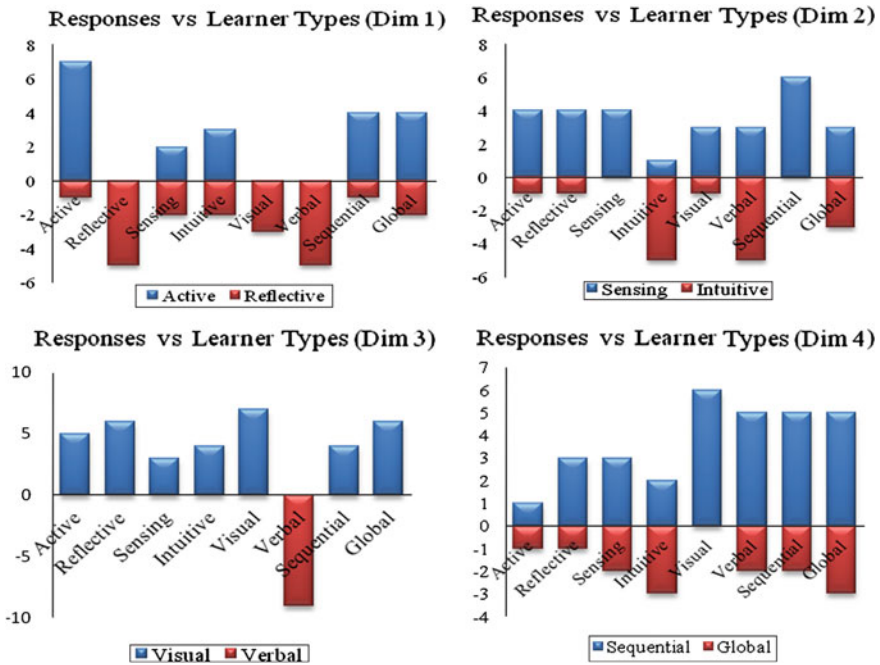 Responses vs Learner Types (Dim 1)
8
6
4
2
0
-2
-4
-6
Active
Reflective
Sensing
Intuitive
Visual
Verbal
Sequential
Global
Active Reflective
Responses vs Learner Types (Dim 2)
8
6
4
2
0
-2
-4
-6
Active
Reflective
Sensing
Intuitive
Visual
Verbal
Sequential
Global
Sensing Intuitive
Responses vs Learner Types (Dim 3)
10
5
0
-5
-10
Active
Reflective
Sensing
Intuitive
Visual
Verbal
Sequential
Global
Visual Verbal
Responses vs Learner Types (Dim 4)
7
6
5
4
3
2
1
0
-1
-2
-3
-4
Active
Reflective
Sensing
Intuitive
Visual
Verbal
Sequential
Global
Sequential Global